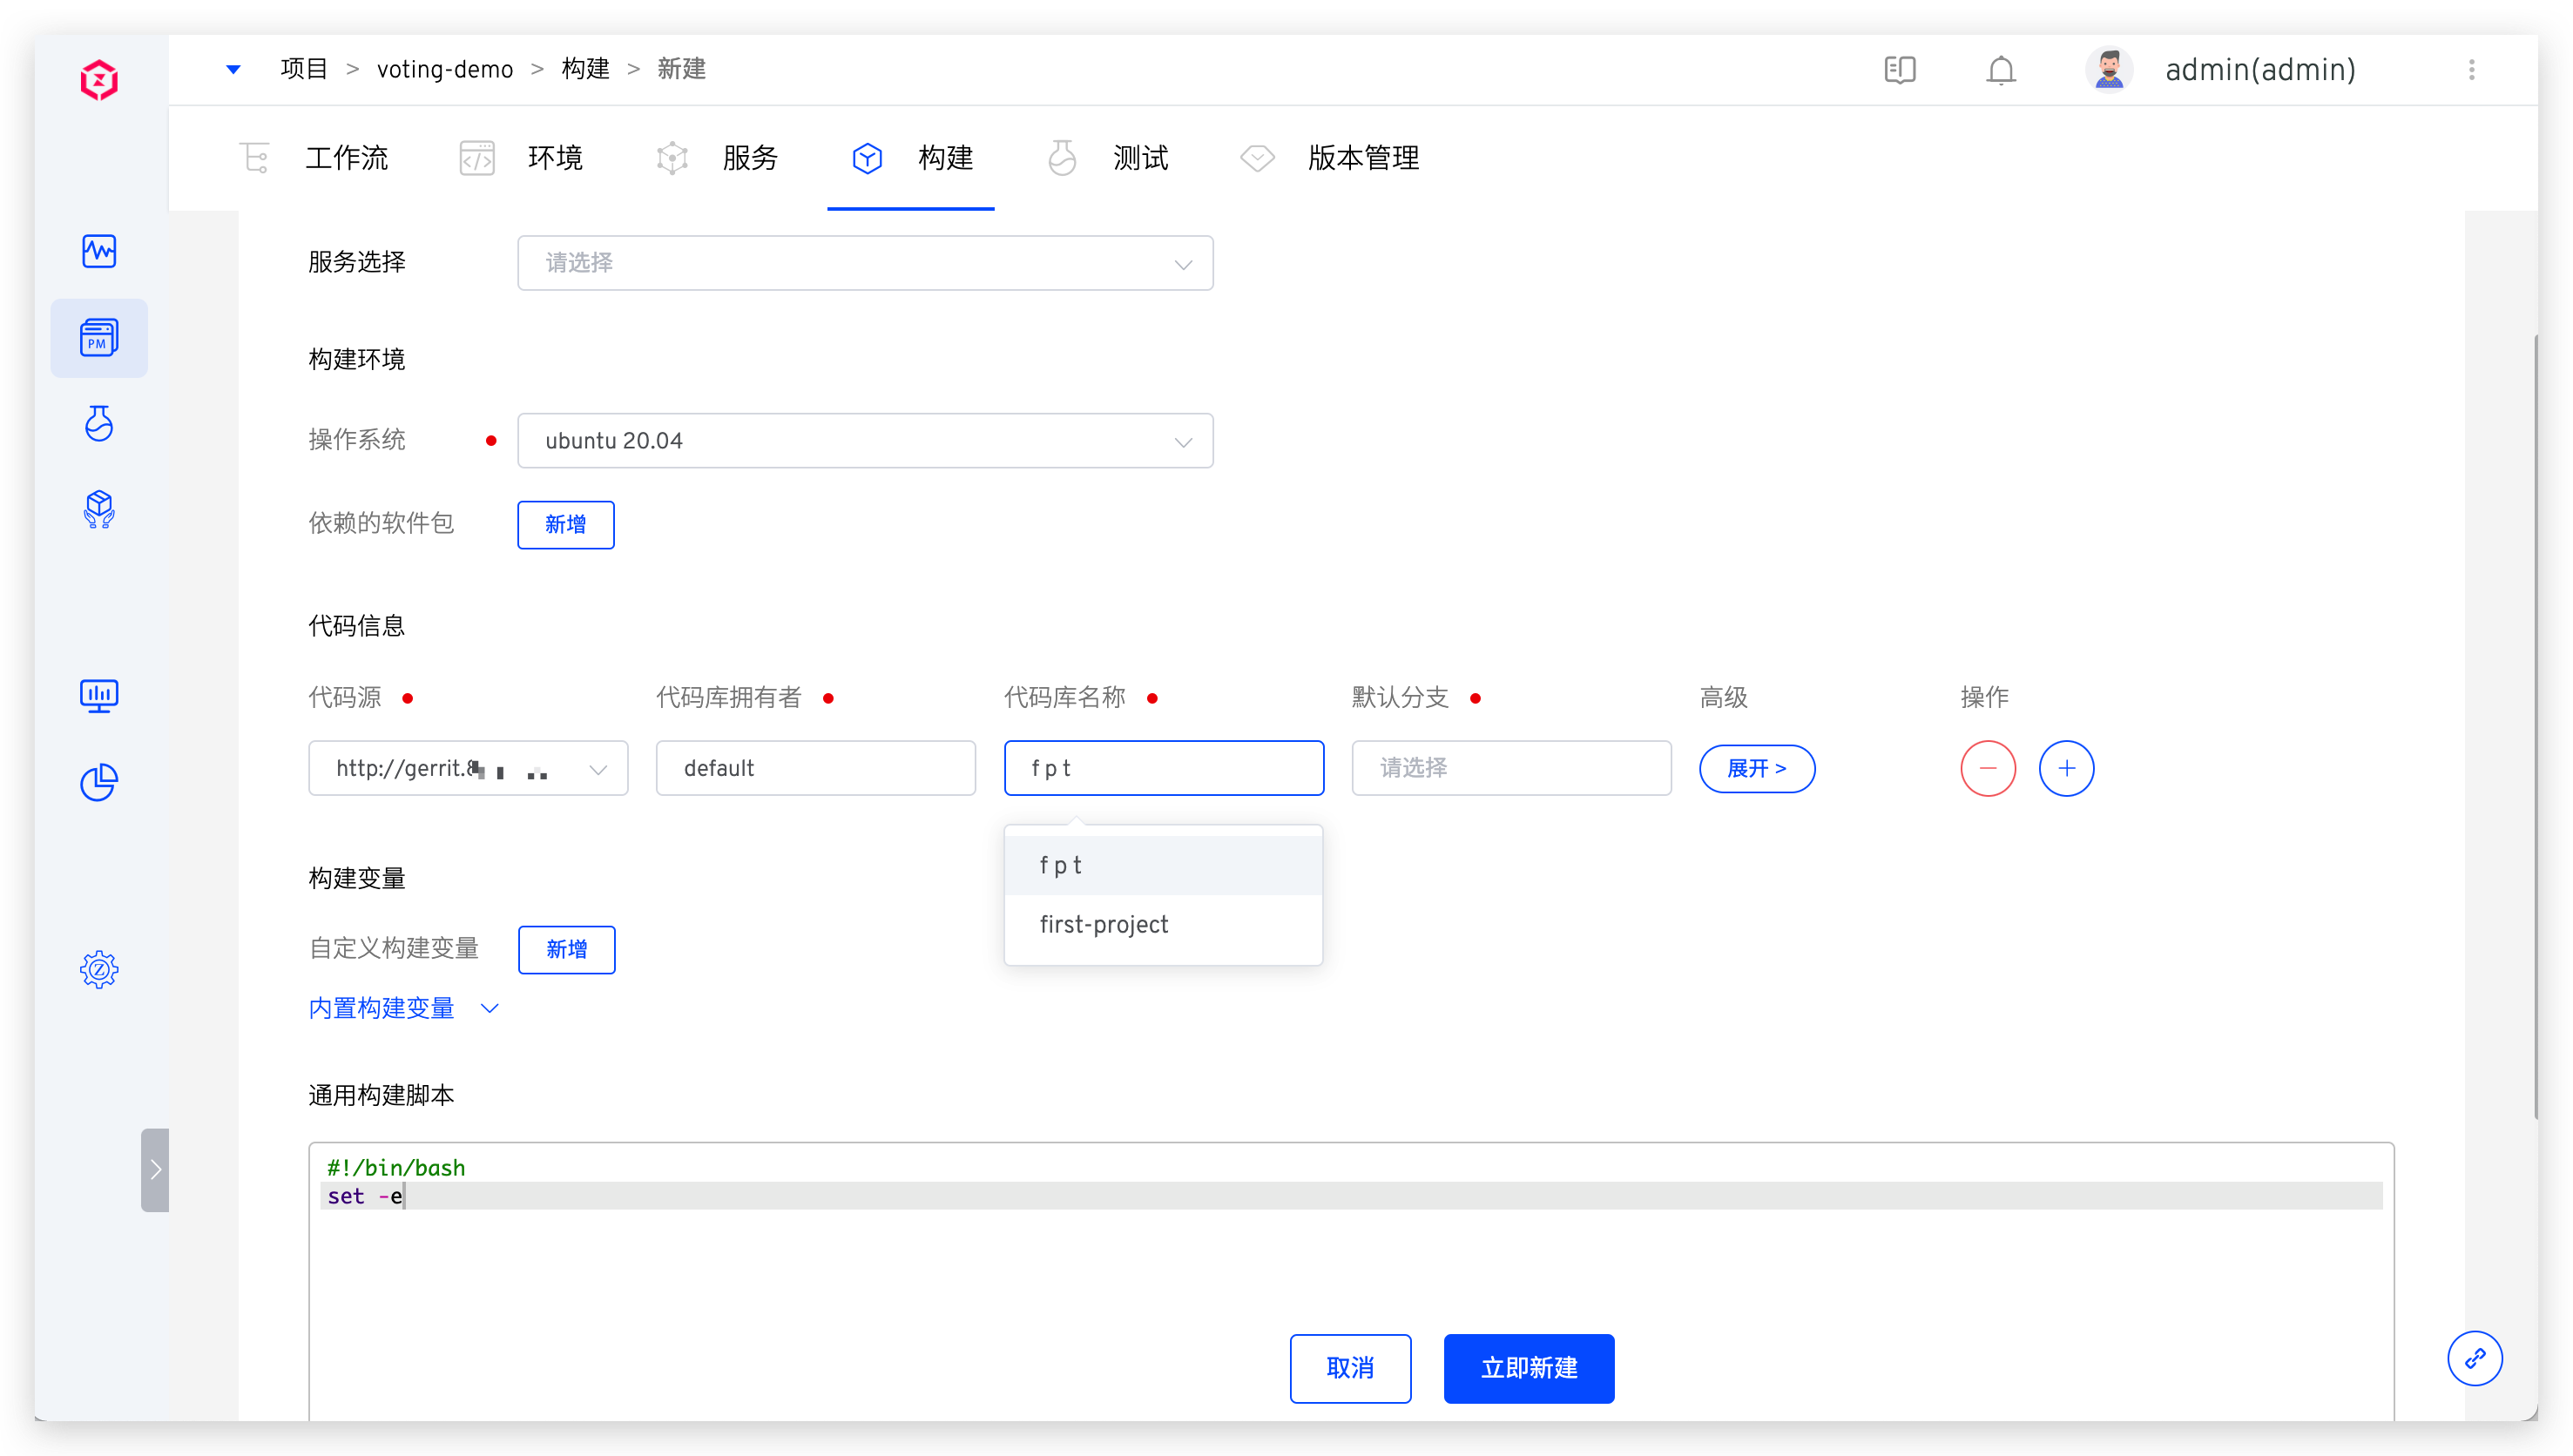 项目 > voting-demo > 构建 > 新建
admin(admin)
工作流 环境 服务 构建 测试 版本管理
PM
服务选择 请选择
构建环境
操作系统 ubuntu 20.04
依赖的软件包 新增
代码信息
代码源 代码库拥有者 代码库名称 默认分支 高级 操作
http://gerrit. default f p t 请选择 展开 >
f p t
first-project
构建变量
自定义构建变量 新增
内置构建变量
通用构建脚本
#!/bin/bash
set -e
取消 立即新建